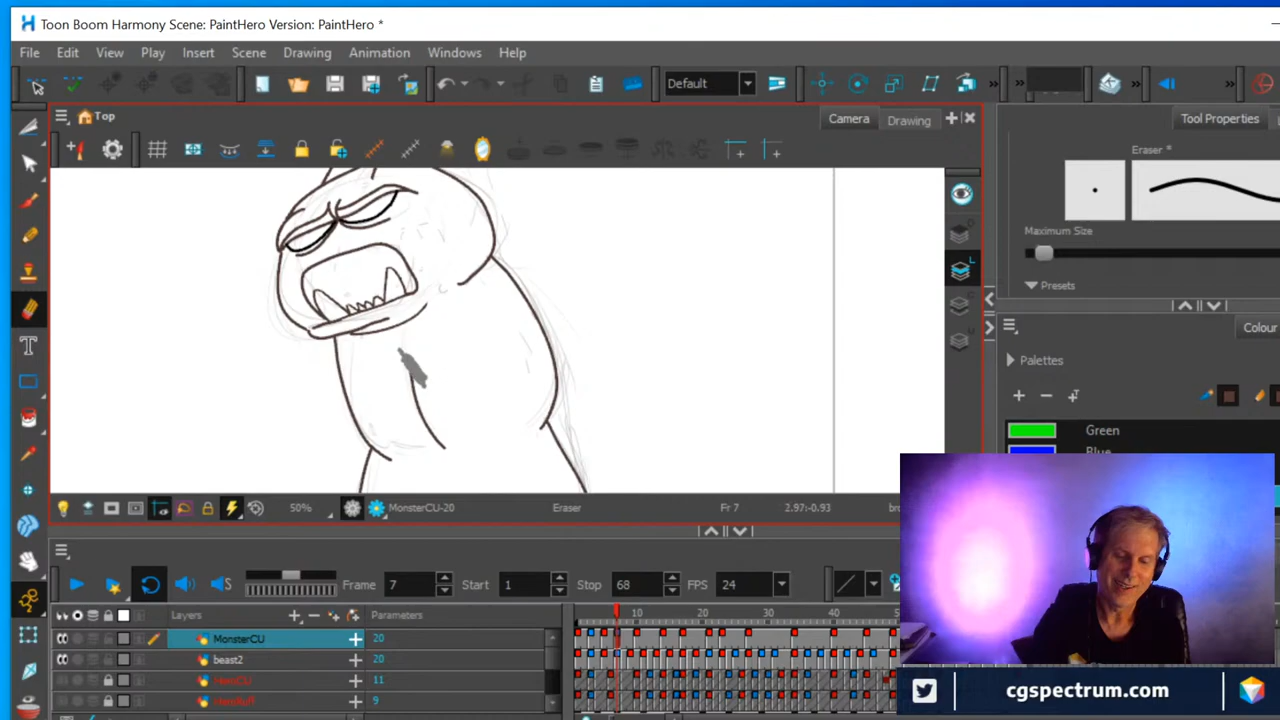 Toon Boom Harmony Scene: PaintHero Version: PaintHero *
File Edit View Play Insert Scene Drawing Animation Windows Help
Default
Top Camera Drawing
Tool Properties
Eraser *
Maximum Size
Presets
Colour
Palettes
Green
Blue
50% MonsterCU-20 Eraser Fr 7 2.97:-0.93
Frame 7 Start 1 Stop 68 FPS 24
Layers Parameters 10 20 30 40
MonsterCU 20
beast2 20
HeroCU 11
9
cgspectrum.com